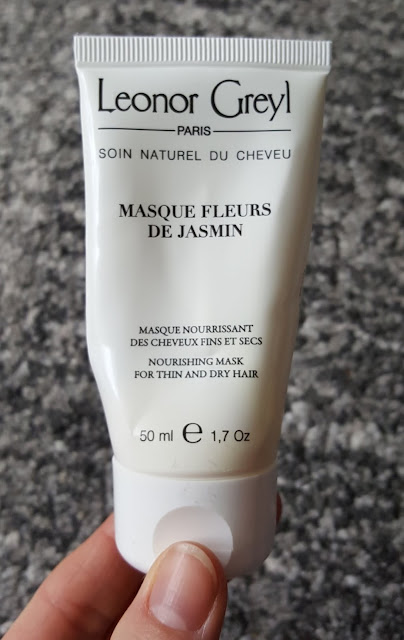 Leonor Greyl
PARIS
SOIN NATUREL DU CHEVEU
MASQUE FLEURS
DE JASMIN
MASQUE NOURRISSANT
DES CHEVEUX FINS ET SECS
NOURISHING MASK
FOR THIN AND DRY HAIR
50 ml ℮ 1,7 Oz